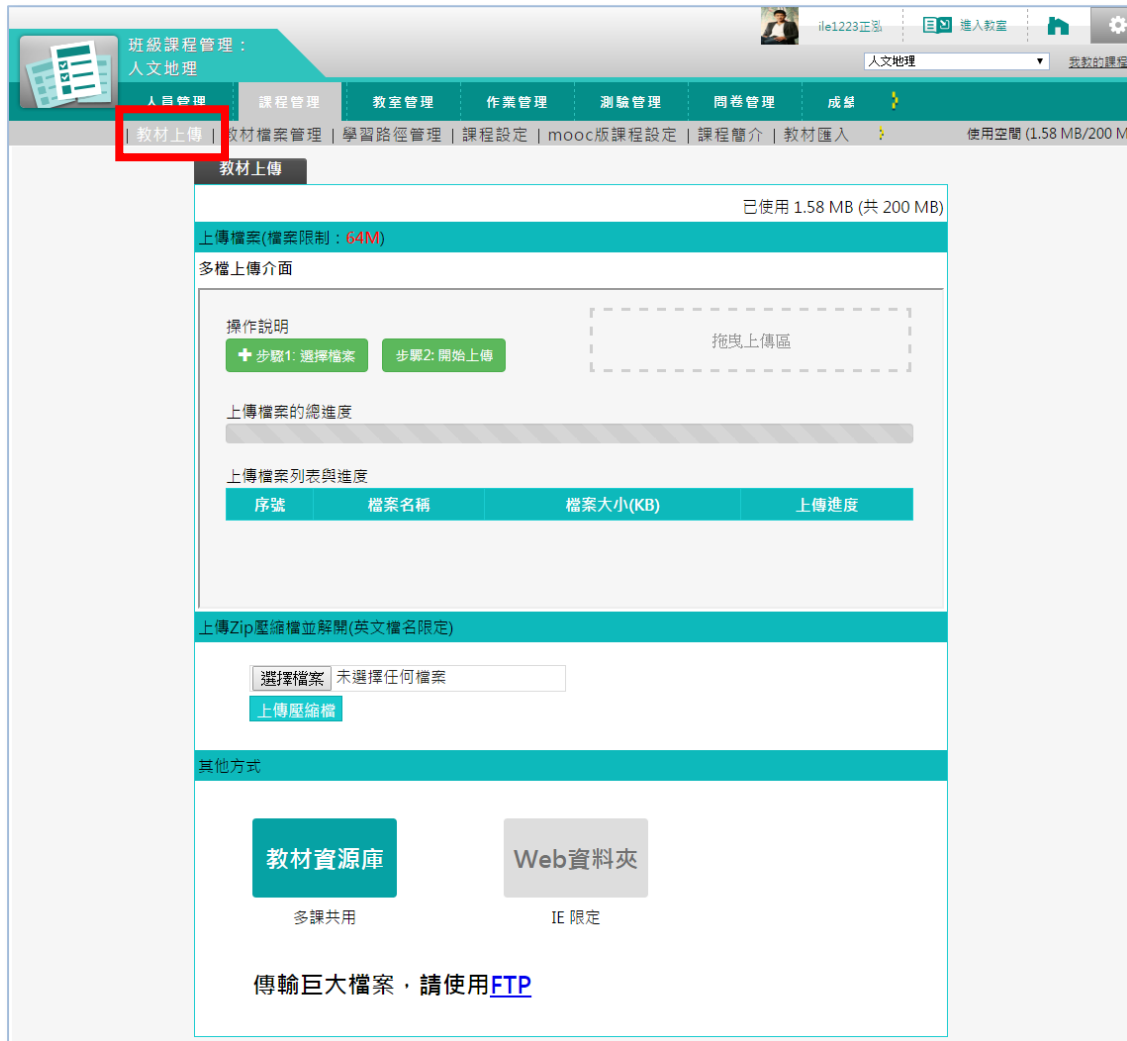 ile1223正泓 進入教室
班級課程管理：
人文地理
人文地理 我教的課程
人員管理 課程管理 教室管理 作業管理 測驗管理 問卷管理 成績
| 教材上傳 | 教材檔案管理 | 學習路徑管理 | 課程設定 | mooc版課程設定 | 課程簡介 | 教材匯入 使用空間 (1.58 MB/200 M
教材上傳
已使用 1.58 MB (共 200 MB)
上傳檔案(檔案限制：64M)
多檔上傳介面
操作說明
拖曳上傳區
步驟1: 選擇檔案 步驟2: 開始上傳
上傳檔案的總進度
上傳檔案列表與進度
序號 檔案名稱 檔案大小(KB) 上傳進度
上傳Zip壓縮檔並解開(英文檔名限定)
選擇檔案 未選擇任何檔案
上傳壓縮檔
其他方式
教材資源庫 Web資料夾
多課共用 IE 限定
傳輸巨大檔案，請使用FTP